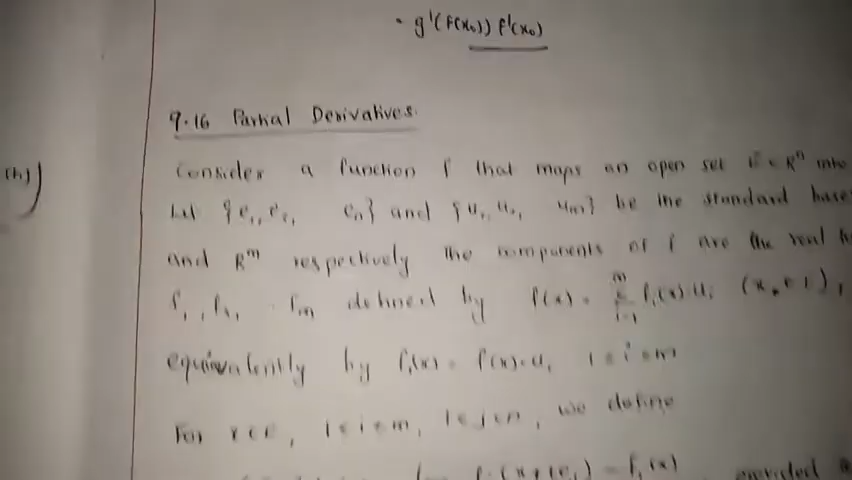 = g'(F(x₀)) F'(x₀)
9.16 Partial Derivatives.
(h)
Consider a function f that maps an open set E ⊂ Rⁿ into
Let {e₁, e₂, eₙ} and {u₁, u₂, uₘ} be the standard bases
and Rᵐ respectively the components of f are the real
f₁, f₂, fₘ defined by f(x) = Σ fᵢ(x) uᵢ (x ∈ E),
equivalently by fᵢ(x) = f(x)·uᵢ 1≤i≤m
For x∈E, 1≤i≤m, 1≤j≤n, we define